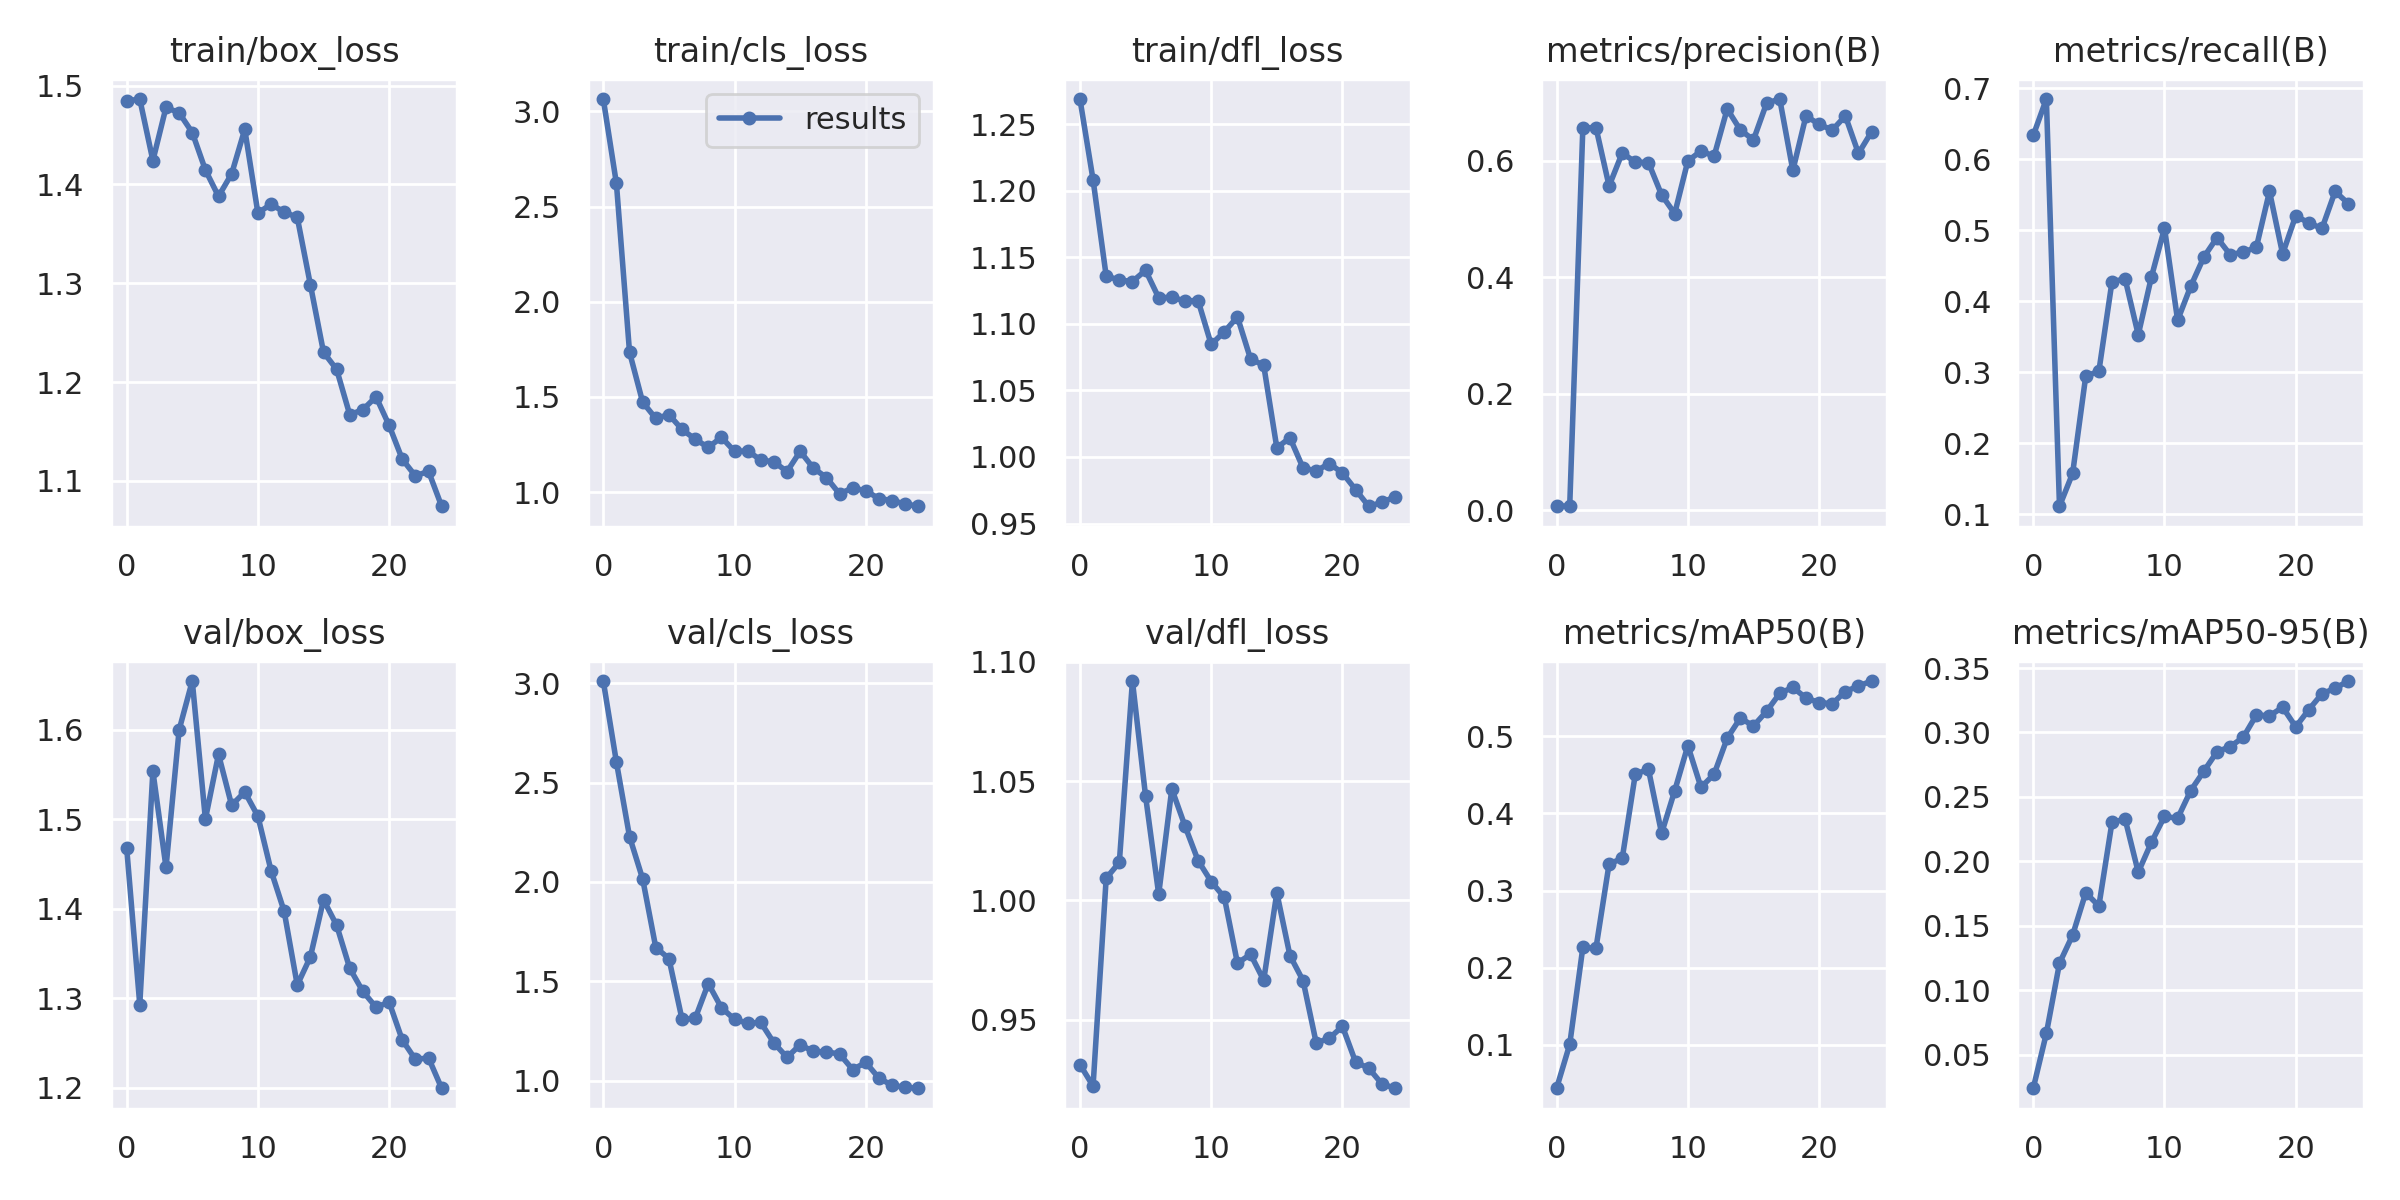 train/box_loss
1.5
1.4
1.3
1.2
1.1
0 10 20
train/cls_loss
results
3.0
2.5
2.0
1.5
1.0
0 10 20
train/dfl_loss
1.25
1.20
1.15
1.10
1.05
1.00
0.95
0 10 20
metrics/precision(B)
0.6
0.4
0.2
0.0
0 10 20
metrics/recall(B)
0.7
0.6
0.5
0.4
0.3
0.2
0.1
0 10 20
val/box_loss
1.6
1.5
1.4
1.3
1.2
0 10 20
val/cls_loss
3.0
2.5
2.0
1.5
1.0
0 10 20
val/dfl_loss
1.10
1.05
1.00
0.95
0 10 20
metrics/mAP50(B)
0.5
0.4
0.3
0.2
0.1
0 10 20
metrics/mAP50-95(B)
0.35
0.30
0.25
0.20
0.15
0.10
0.05
0 10 20